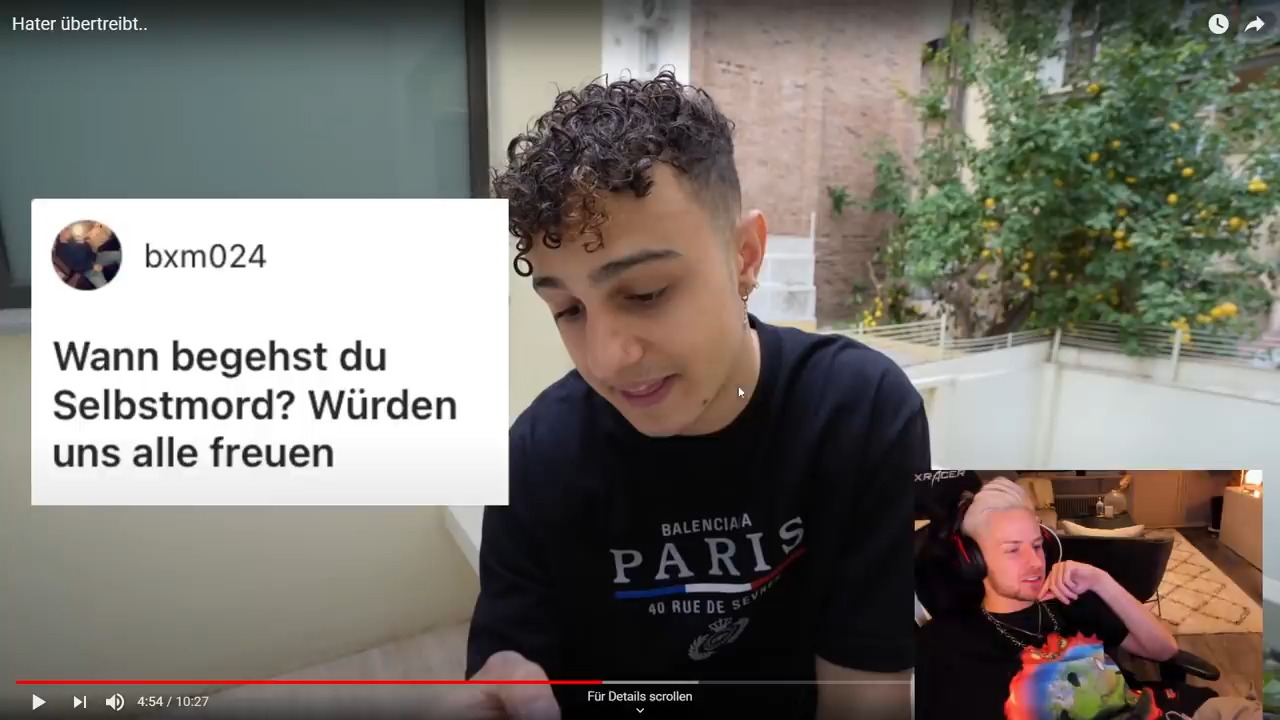 Hater übertreibt..
bxm024
Wann begehst du
Selbstmord? Würden
uns alle freuen
BALENCIAGA
PARIS
40 RUE DE SEVRES
XRACER
4:54 / 10:27
Für Details scrollen